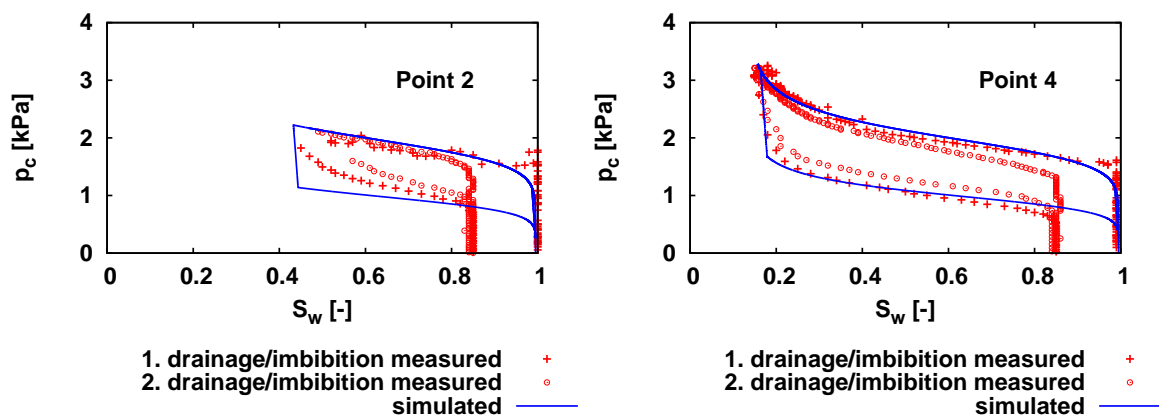 4
3
2
1
0
p_c [kPa]
Point 2
0 0.2 0.4 0.6 0.8 1
S_w [-]
1. drainage/imbibition measured
2. drainage/imbibition measured
simulated
4
3
2
1
0
p_c [kPa]
Point 4
0 0.2 0.4 0.6 0.8 1
S_w [-]
1. drainage/imbibition measured
2. drainage/imbibition measured
simulated